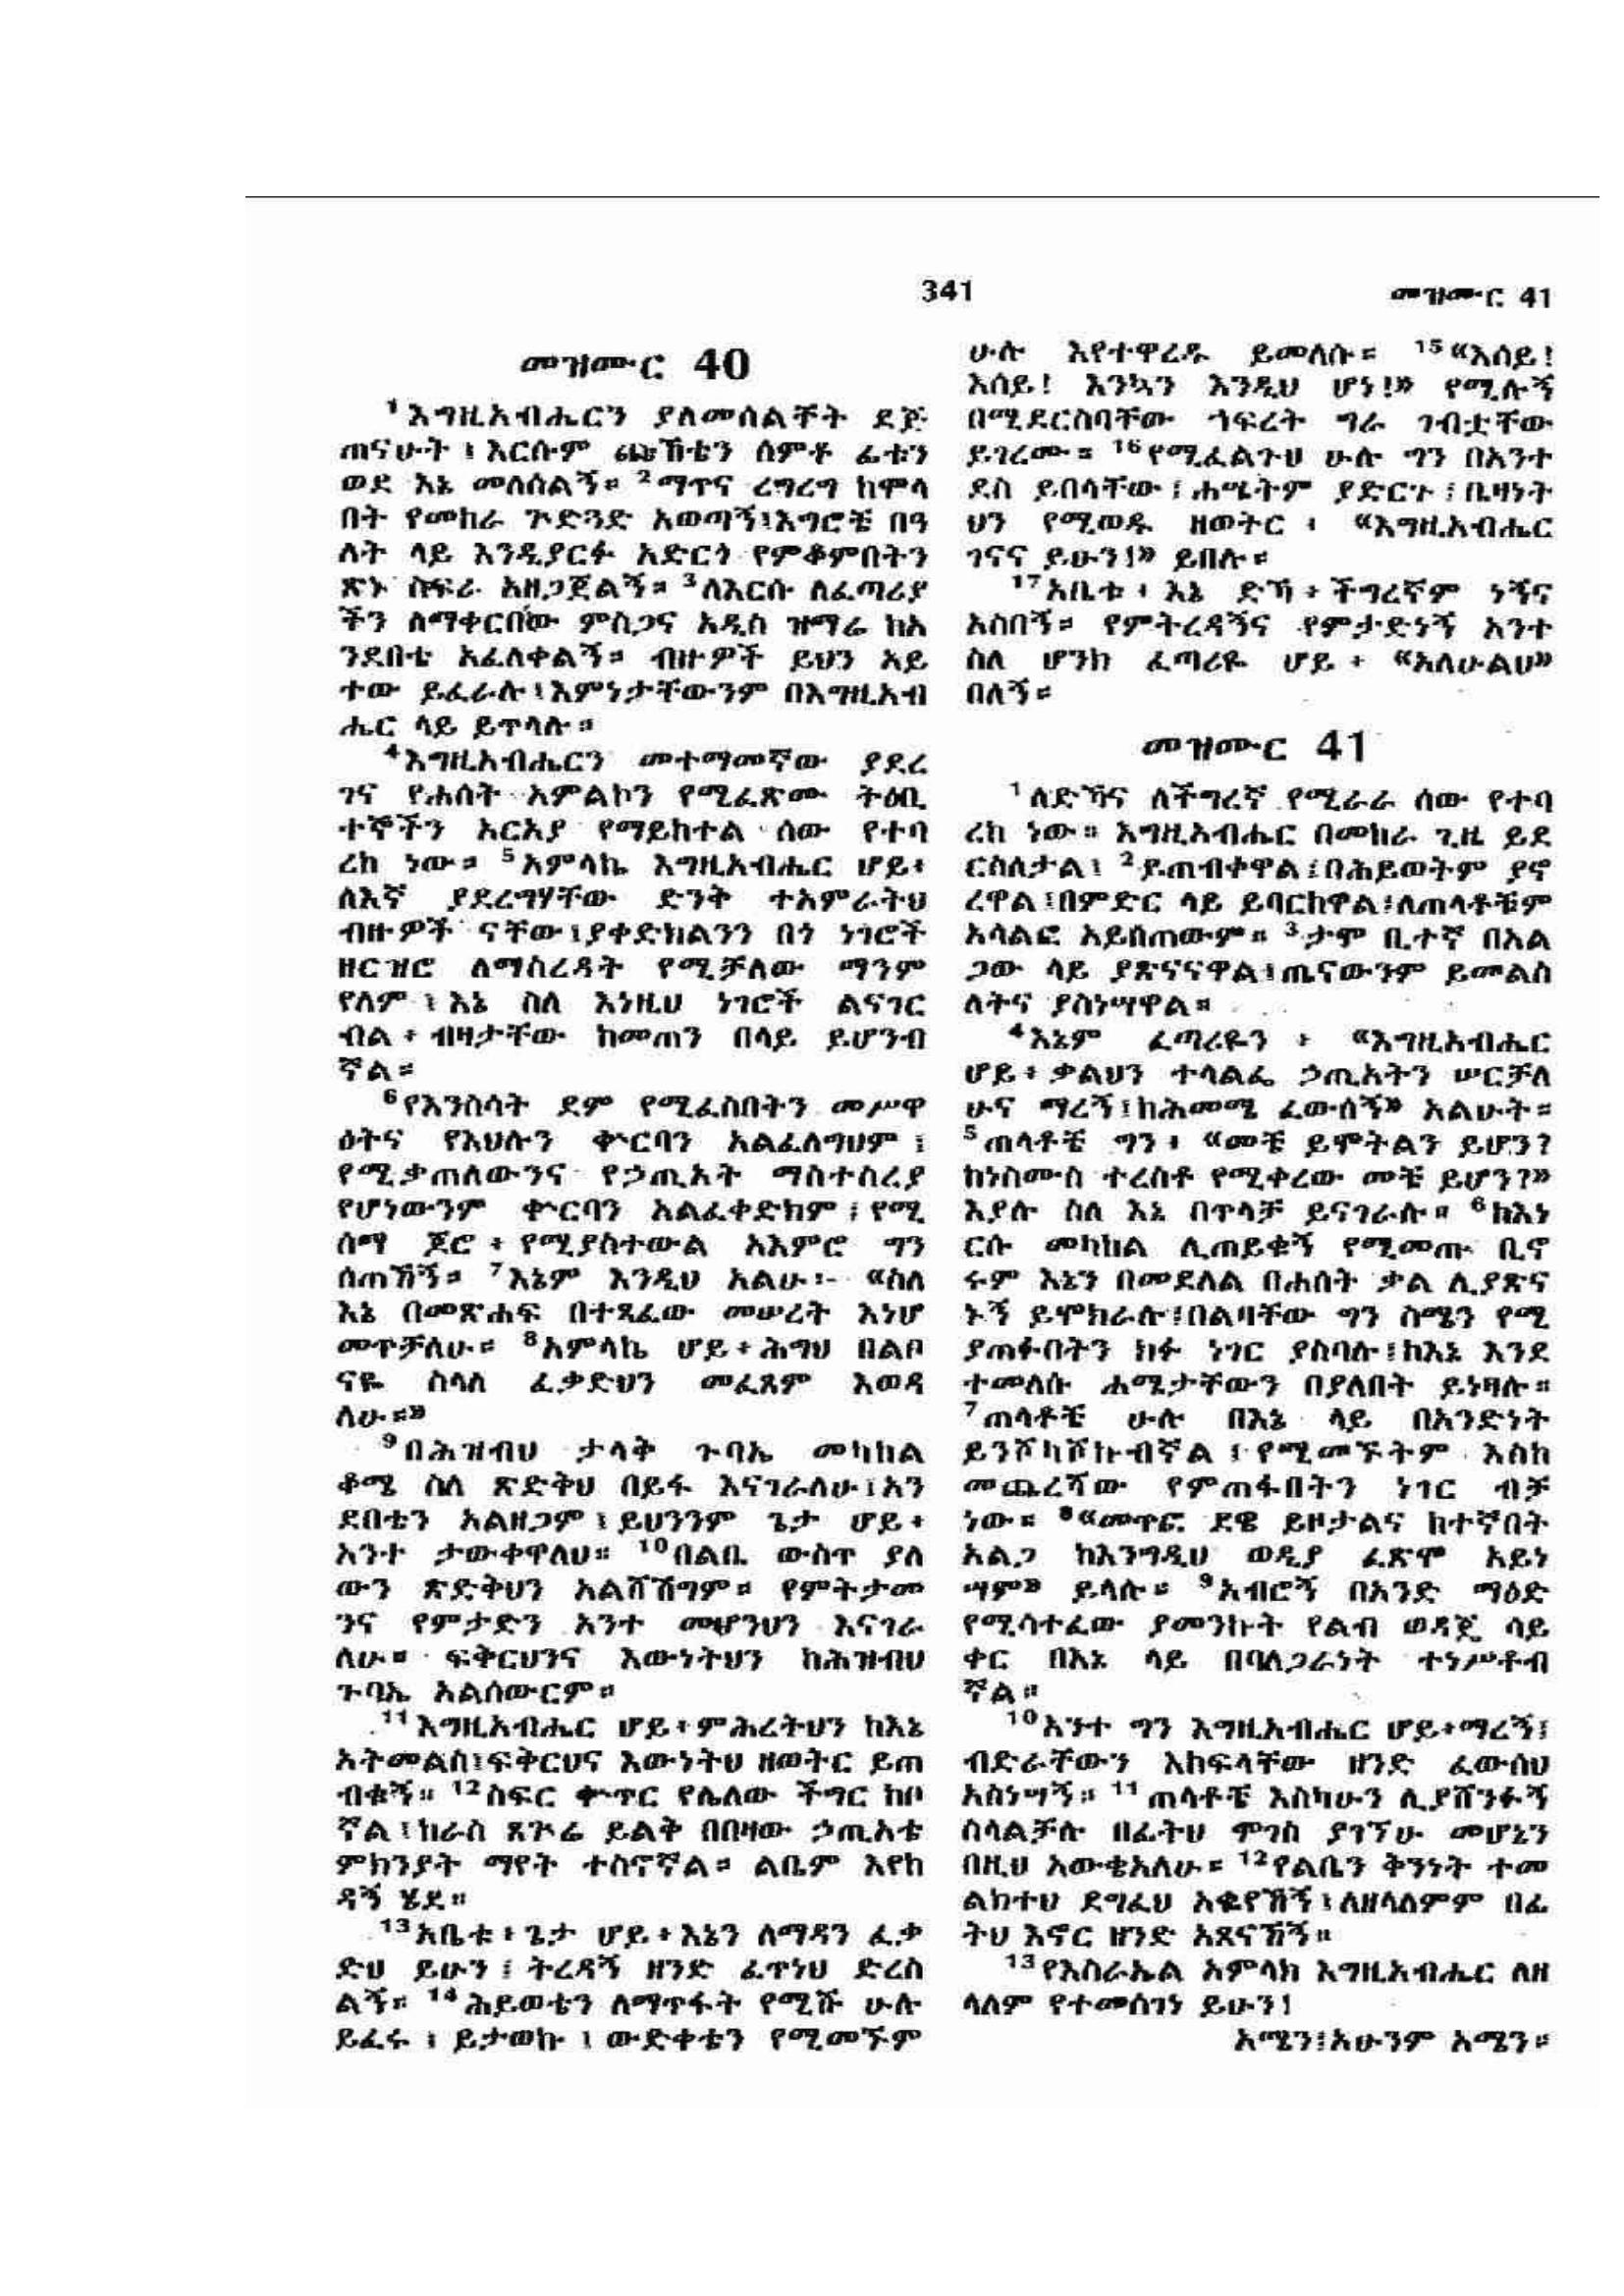 341
መዝሙር 41
መዝሙር 40
¹እግዚአብሔርን ያለመሰልቸት ደጅ
ጠናሁት ፤ እርሱም ጩኸቴን ሰምቶ ፊቱን
ወደ እኔ መለሰልኝ። ²ማጥና ረግረግ ከሞላ
በት የመከራ ጒድጓድ አወጣኝ፤እግሮቼ በዓ
ለት ላይ እንዲያርፉ አድርጎ የምቆምበትን
ጽኑ ስፍራ አዘጋጀልኝ። ³ለእርሱ ለፈጣሪያ
ችን ለማቀርበው ምስጋና አዲስ ዝማሬ ከአ
ንደበቴ አፈለቀልኝ። ብዙዎች ይህን አይ
ተው ይፈራሉ፤እምነታቸውንም በእግዚአብ
ሔር ላይ ይጥላሉ።
⁴እግዚአብሔርን መተማመኛው ያደረ
ገና የሐሰት አምልኮን የሚፈጽሙ ትዕቢ
ተኞችን አርአያ የማይከተል ሰው የተባ
ረከ ነው። ⁵አምላኬ እግዚአብሔር ሆይ፥
ለእኛ ያደረግሃቸው ድንቅ ተአምራትህ
ብዙዎች ናቸው፤ያቀድክልንን በጎ ነገሮች
ዘርዝሮ ለማስረዳት የሚቻለው ማንም
የለም ፤ እኔ ስለ እነዚህ ነገሮች ልናገር
ብል ፥ ብዛታቸው ከመጠን በላይ ይሆንብ
ኛል።
⁶የእንስሳት ደም የሚፈስበትን መሥዋ
ዕትና የእህሉን ቊርባን አልፈለግህም ፤
የሚቃጠለውንና የኃጢአት ማስተስረያ
የሆነውንም ቊርባን አልፈቀድክም ፤ የሚ
ሰማ ጆሮ ፥ የሚያስተውል አእምሮ ግን
ሰጠኸኝ። ⁷እኔም እንዲህ አልሁ፦ «ስለ
እኔ በመጽሐፍ በተጻፈው መሠረት እነሆ
መጥቻለሁ። ⁸አምላኬ ሆይ፥ሕግህ በልቦ
ናዬ ስላለ ፈቃድህን መፈጸም እወዳ
ለሁ።»
⁹በሕዝብህ ታላቅ ጉባኤ መካከል
ቆሜ ስለ ጽድቅህ በይፋ እናገራለሁ፤አን
ደበቴን አልዘጋም ፤ ይህንንም ጌታ ሆይ፥
አንተ ታውቀዋለህ። ¹⁰በልቤ ውስጥ ያለ
ውን ጽድቅህን አልሸሽግም። የምትታመ
ንና የምታድን አንተ መሆንህን እናገራ
ለሁ። ፍቅርህንና እውነትህን ከሕዝብህ
ጉባኤ አልሰውርም።
¹¹እግዚአብሔር ሆይ፥ምሕረትህን ከእኔ
አትመልስ፤ፍቅርህና እውነትህ ዘወትር ይጠ
ብቁኝ። ¹²ስፍር ቊጥር የሌለው ችግር ከቦ
ኛል፤ከራስ ጸጒሬ ይልቅ በበዛው ኃጢአቴ
ምክንያት ማየት ተስኖኛል። ልቤም እየከ
ዳኝ ሄደ።
¹³አቤቱ፥ጌታ ሆይ፥እኔን ለማዳን ፈቃ
ድህ ይሁን ፤ ትረዳኝ ዘንድ ፈጥነህ ድረስ
ልኝ። ¹⁴ሕይወቴን ለማጥፋት የሚሹ ሁሉ
ይፈሩ ፤ ይታወኩ ፤ ውድቀቴን የሚመኙም
ሁሉ እየተዋረዱ ይመለሱ። ¹⁵«እሰይ!
እሰይ! እንኳን እንዲህ ሆነ!» የሚሉኝ
በሚደርስባቸው ኀፍረት ግራ ገብቷቸው
ይገረሙ። ¹⁶የሚፈልጉህ ሁሉ ግን በአንተ
ደስ ይበላቸው፤ሐሤትም ያድርጉ፤ቤዛነት
ህን የሚወዱ ዘወትር ፥ «እግዚአብሔር
ገናና ይሁን!» ይበሉ።
¹⁷አቤቱ፥ እኔ ድኻ፥ችግረኛም ነኝና
አስበኝ። የምትረዳኝና የምታድነኝ አንተ
ስለ ሆንክ ፈጣሪዬ ሆይ ፥ «አለሁልህ»
በለኝ።
መዝሙር 41
¹ለድኻና ለችግረኛ የሚራራ ሰው የተባ
ረከ ነው። እግዚአብሔር በመከራ ጊዜ ይደ
ርስለታል፤ ²ይጠብቀዋል፤በሕይወትም ያኖ
ረዋል፤በምድር ላይ ይባርከዋል፤ለጠላቶቹም
አሳልፎ አይሰጠውም። ³ታሞ ቢተኛ በአል
ጋው ላይ ያጽናናዋል፤ጤናውንም ይመልስ
ለትና ያስነሣዋል።
⁴እኔም ፈጣሪዬን ፥ «እግዚአብሔር
ሆይ፥ቃልህን ተላልፌ ኃጢአትን ሠርቻለ
ሁና ማረኝ፤ከሕመሜ ፈውሰኝ» አልሁት።
⁵ጠላቶቼ ግን፥ «መቼ ይሞትልን ይሆን?
ከነስሙስ ተረስቶ የሚቀረው መቼ ይሆን?»
እያሉ ስለ እኔ በጥላቻ ይናገራሉ። ⁶ከእነ
ርሱ መካከል ሊጠይቁኝ የሚመጡ ቢኖ
ሩም እኔን በመደለል በሐሰት ቃል ሊያጽና
ኑኝ ይሞክራሉ፤በልባቸው ግን ስሜን የሚ
ያጠፉበትን ክፉ ነገር ያስባሉ፤ከእኔ እንደ
ተመለሱ ሐሜታቸውን በያለበት ይነዛሉ።
⁷ጠላቶቼ ሁሉ በእኔ ላይ በአንድነት
ይንሾካሾኩብኛል ፤ የሚመኙትም እስከ
መጨረሻው የምጠፋበትን ነገር ብቻ
ነው። ⁸«መጥፎ ደዌ ይዞታልና ከተኛበት
አልጋ ከእንግዲህ ወዲያ ፈጽሞ አይነ
ሣም» ይላሉ። ⁹አብሮኝ በአንድ ማዕድ
የሚሳተፈው ያመንኩት የልብ ወዳጄ ሳይ
ቀር በእኔ ላይ በባለጋራነት ተነሥቶብ
ኛል።
¹⁰አንተ ግን እግዚአብሔር ሆይ፥ማረኝ፤
ብድራቸውን እከፍላቸው ዘንድ ፈውሰህ
አስነሣኝ። ¹¹ጠላቶቼ እስካሁን ሊያሸንፉኝ
ስላልቻሉ በፊትህ ሞገስ ያገኘሁ መሆኔን
በዚህ አውቄአለሁ። ¹²የልቤን ቅንነት ተመ
ልክተህ ደግፈህ አቈየኸኝ፤ለዘላለምም በፊ
ትህ እኖር ዘንድ አጸናኸኝ።
¹³የእስራኤል አምላክ እግዚአብሔር ለዘ
ላለም የተመሰገነ ይሁን!
አሜን፤አሁንም አሜን።